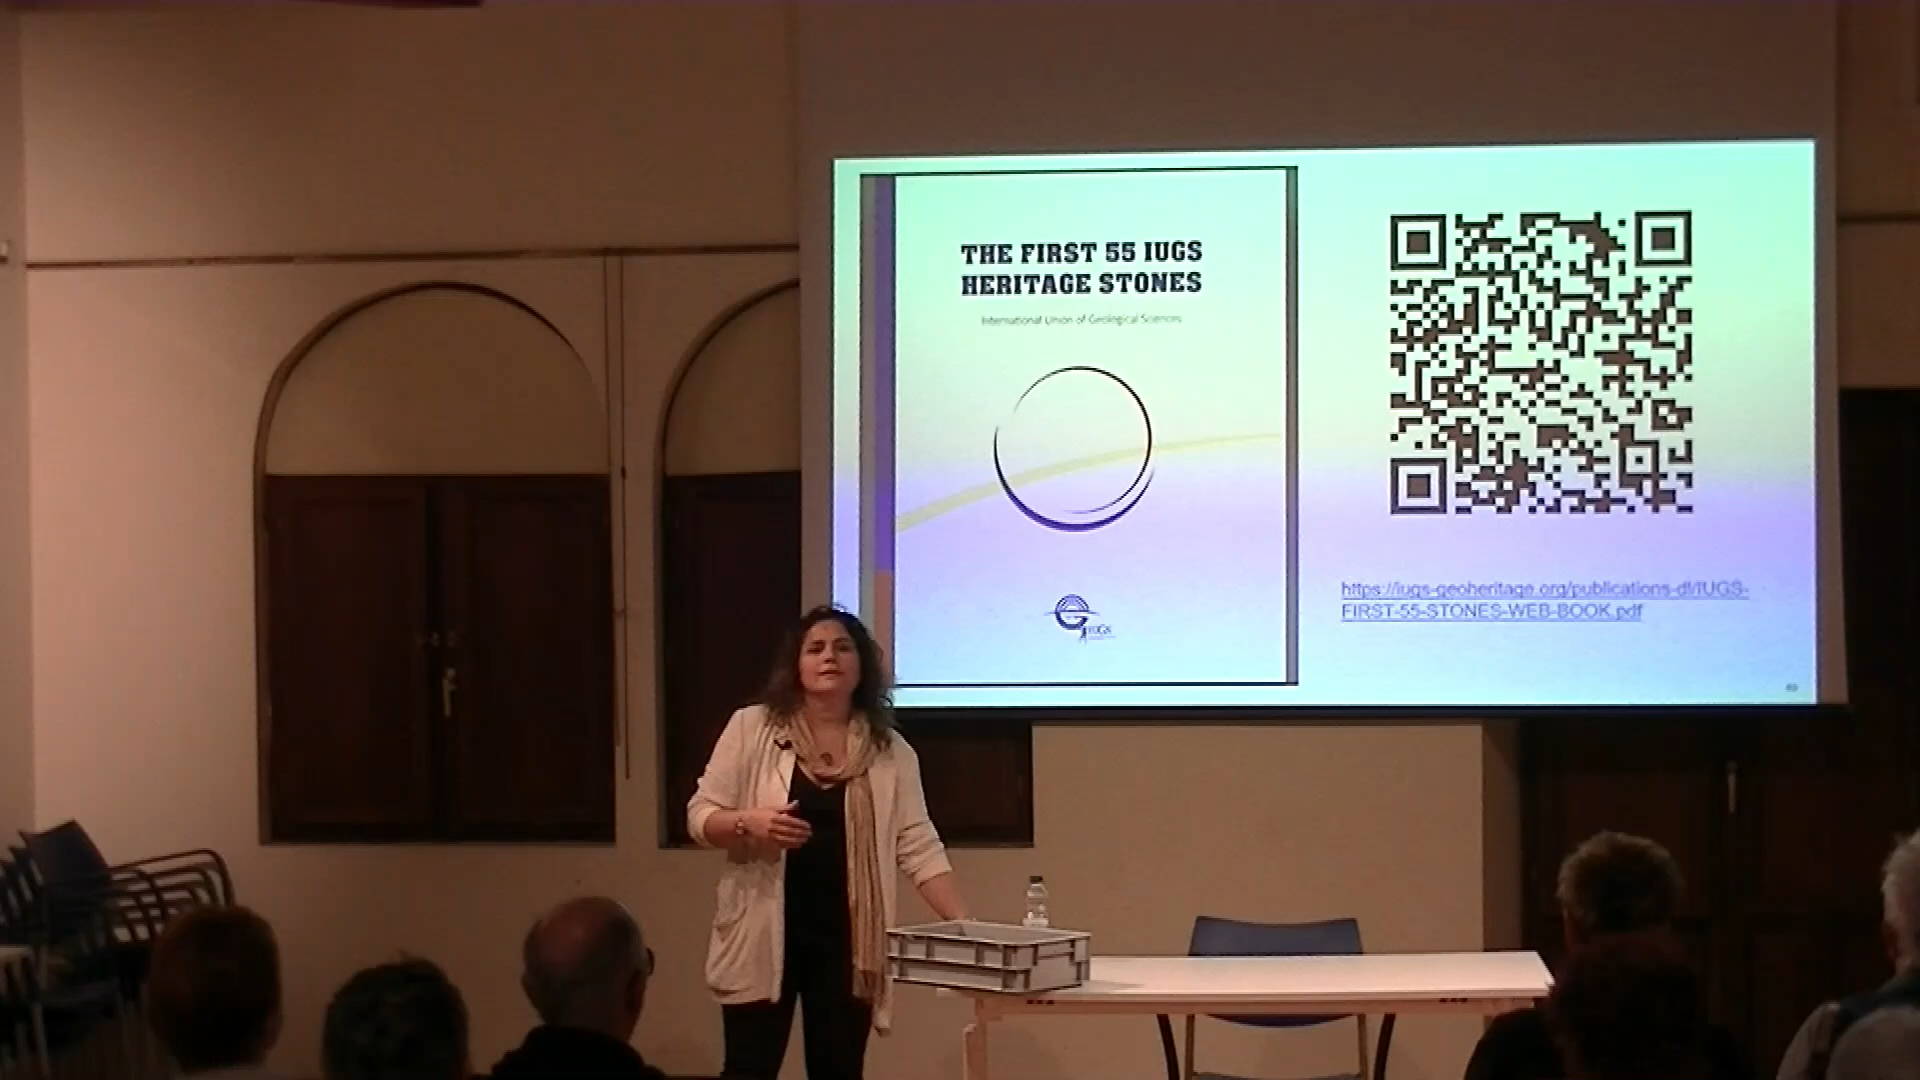 THE FIRST 55 IUGS
HERITAGE STONES
International Union of Geological Sciences
IUGS
https://iugs-geoheritage.org/publications-dl/IUGS-
FIRST-55-STONES-WEB-BOOK.pdf